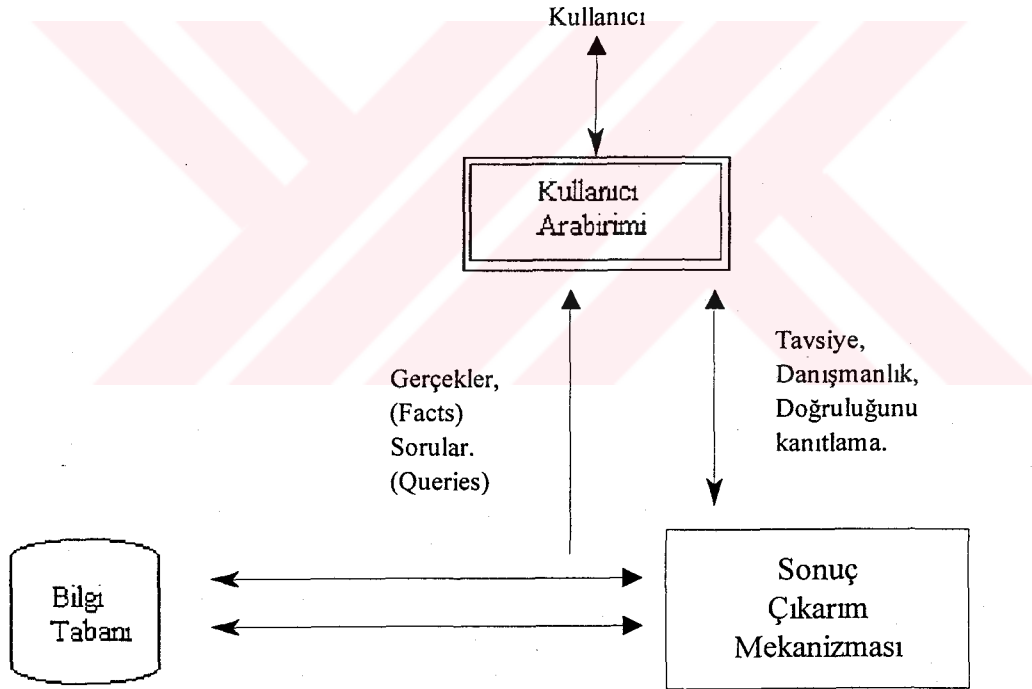 Kullanıcı
Kullanıcı
Arabirimi
Gerçekler,
(Facts)
Sorular.
(Queries)
Tavsiye,
Danışmanlık,
Doğruluğunu
kanıtlama.
Bilgi
Tabanı
Sonuç
Çıkarım
Mekanizması